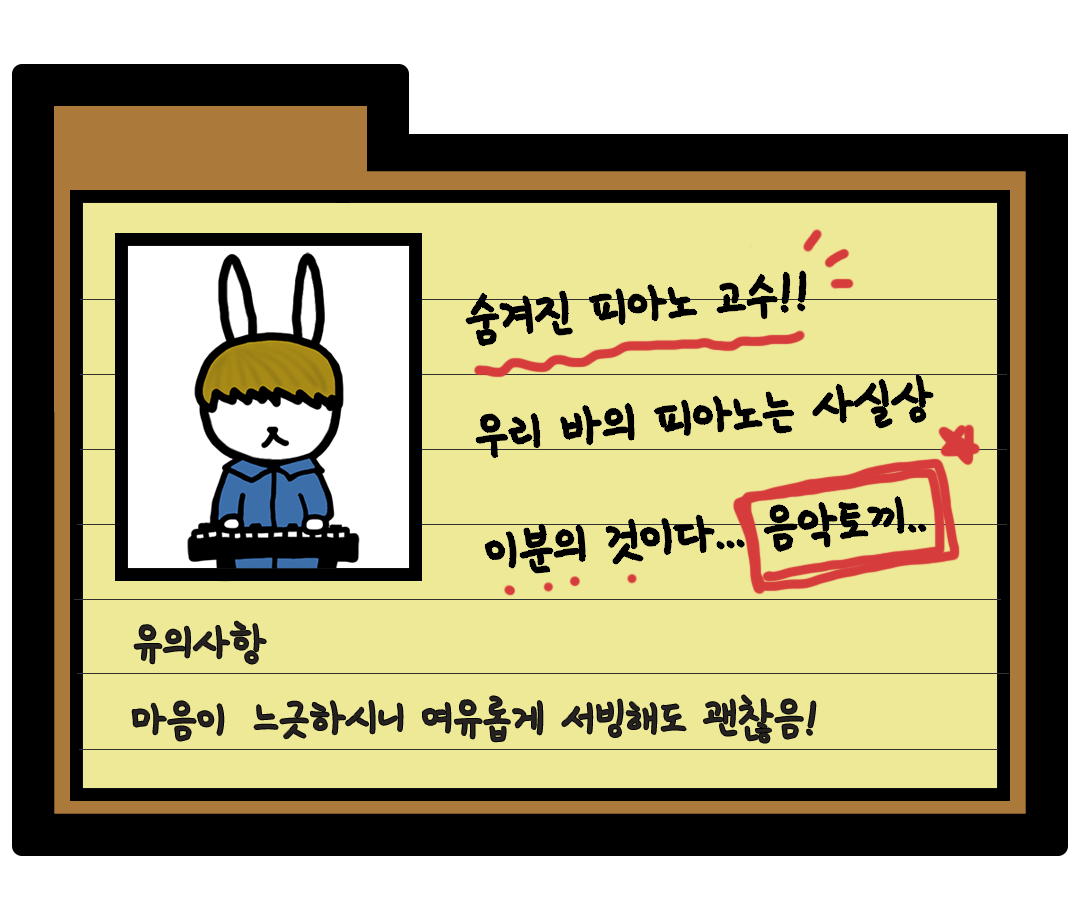 숨겨진 피아노 고수!!
우리 바의 피아노는 사실상
이분의 것이다... 음악토끼..
유의사항
마음이 느긋하시니 여유롭게 서빙해도 괜찮음!